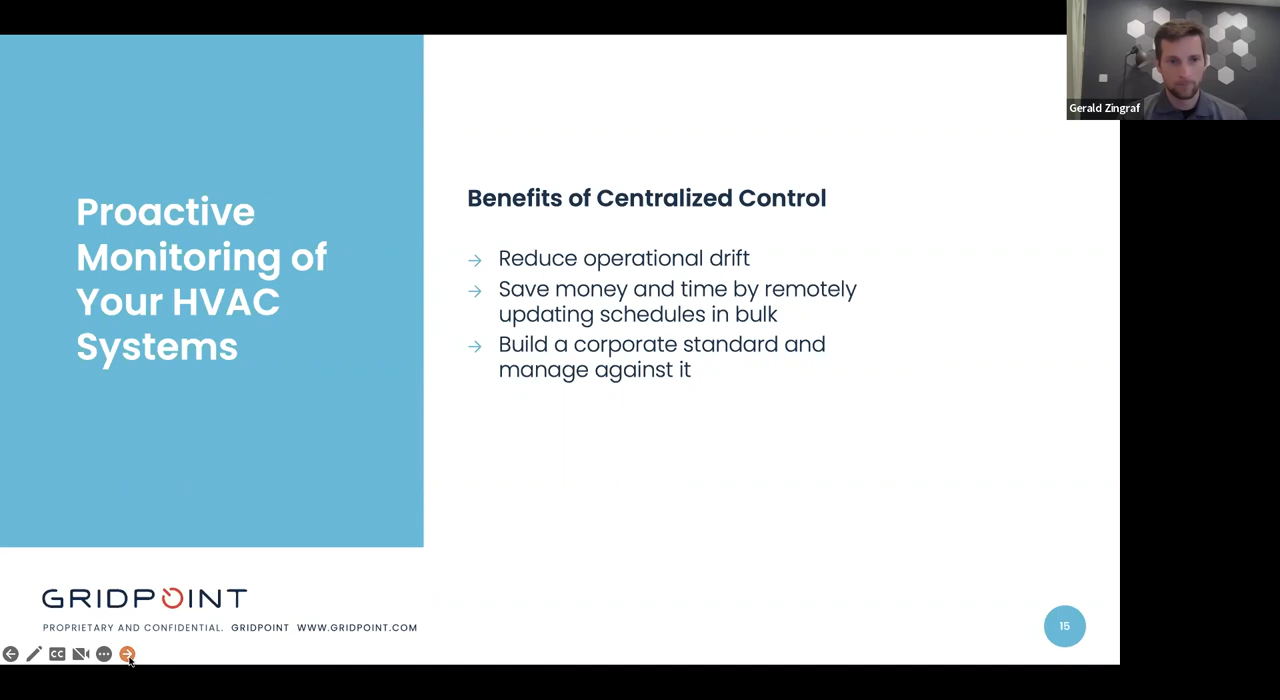 Gerald Zingraf
Proactive
Monitoring of
Your HVAC
Systems
Benefits of Centralized Control
→ Reduce operational drift
→ Save money and time by remotely
updating schedules in bulk
→ Build a corporate standard and
manage against it
GRIDPOINT
PROPRIETARY AND CONFIDENTIAL. GRIDPOINT WWW.GRIDPOINT.COM
15
CC